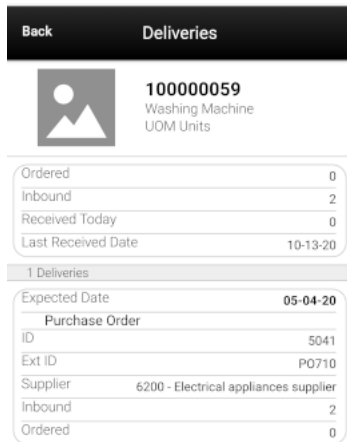 Back Deliveries
100000059
Washing Machine
UOM Units
Ordered 0
Inbound 2
Received Today 0
Last Received Date 10-13-20
1 Deliveries
Expected Date 05-04-20
Purchase Order
ID 5041
Ext ID PO710
Supplier 6200 - Electrical appliances supplier
Inbound 2
Ordered 0